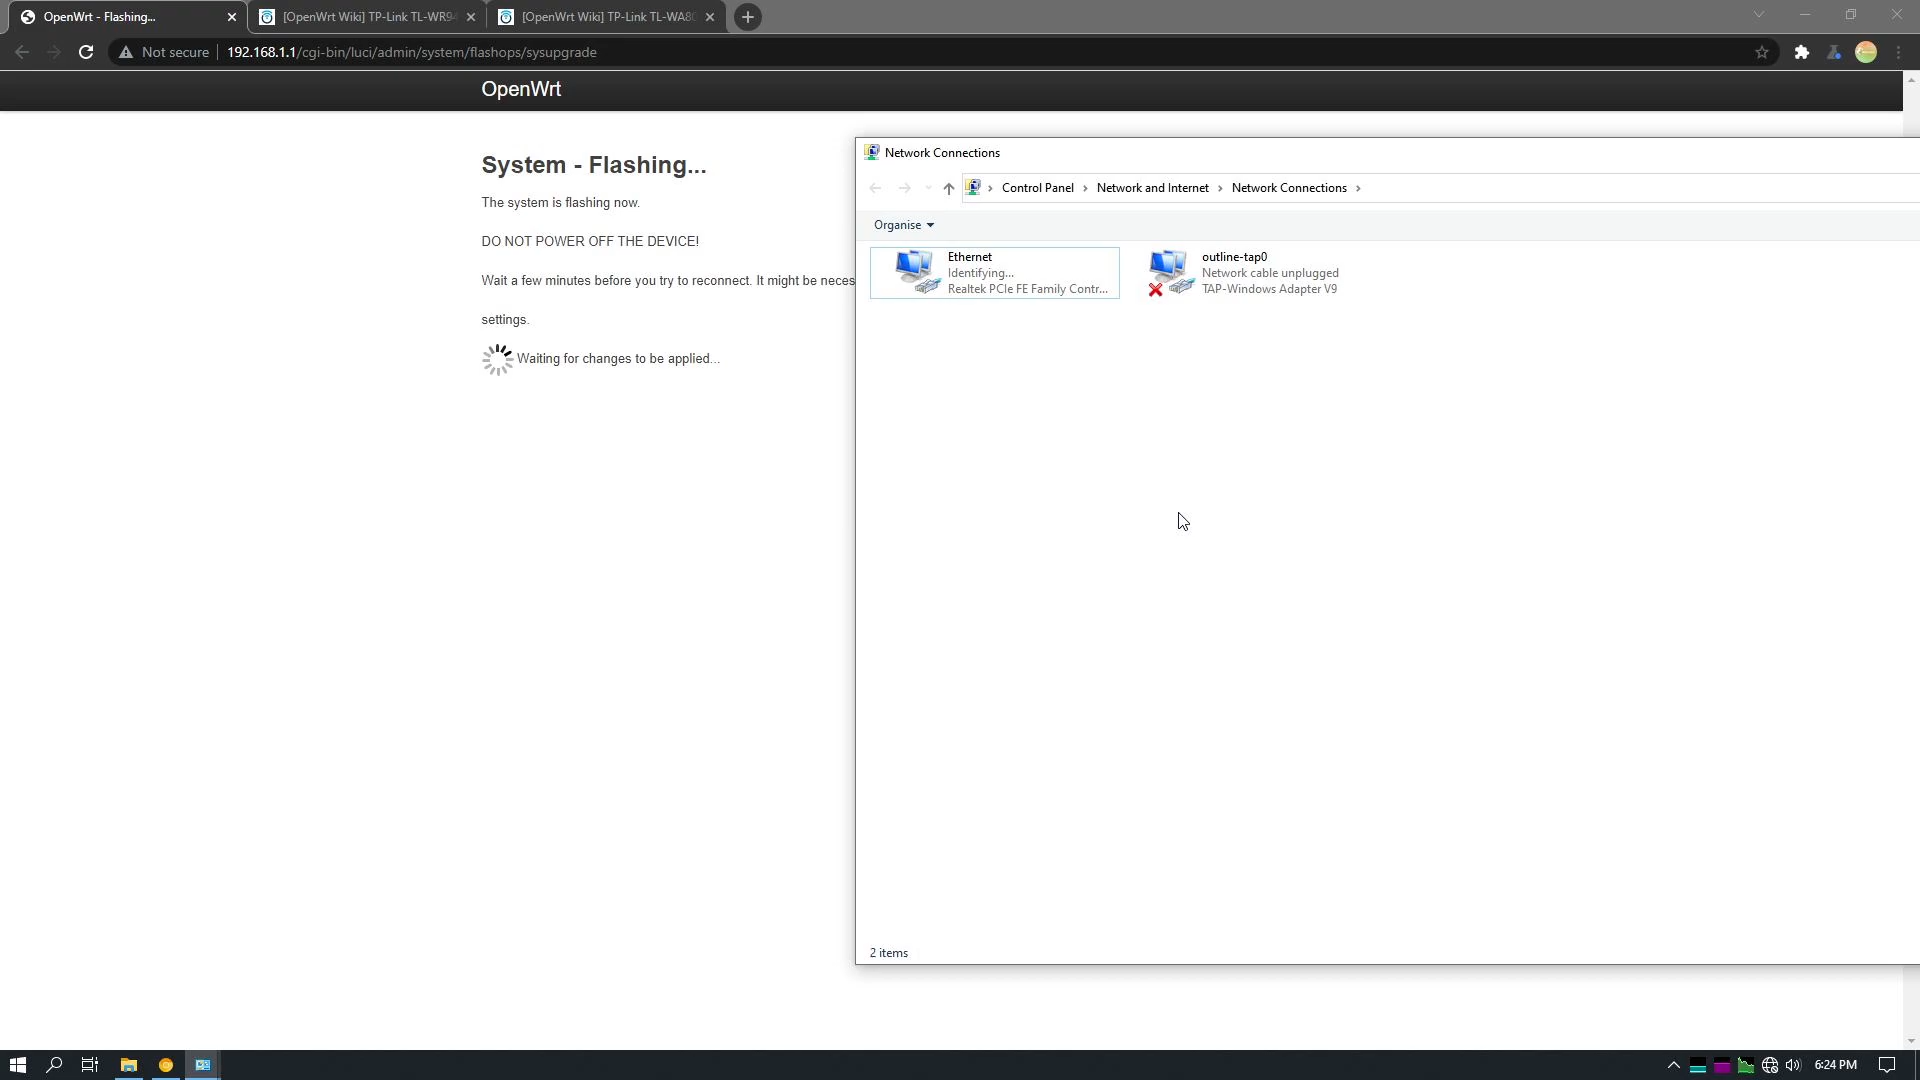 OpenWrt - Flashing...
[OpenWrt Wiki] TP-Link TL-WR94
[OpenWrt Wiki] TP-Link TL-WA80
Not secure
192.168.1.1/cgi-bin/luci/admin/system/flashops/sysupgrade
OpenWrt
System - Flashing...
The system is flashing now.
DO NOT POWER OFF THE DEVICE!
Wait a few minutes before you try to reconnect. It might be neces
settings.
Waiting for changes to be applied...
Network Connections
Control Panel > Network and Internet > Network Connections >
Organise
Ethernet
Identifying...
Realtek PCIe FE Family Contr...
outline-tap0
Network cable unplugged
TAP-Windows Adapter V9
2 items
6:24 PM